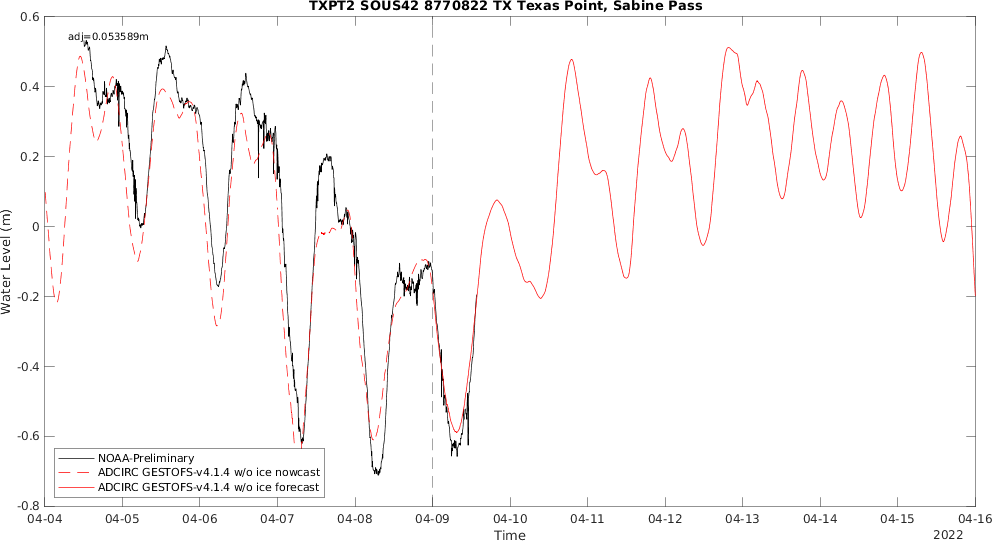 TXPT2 SOUS42 8770822 TX Texas Point, Sabine Pass
adj=0.053589m
0.6
0.4
0.2
0
-0.2
-0.4
-0.6
-0.8
Water Level (m)
NOAA-Preliminary
ADCIRC GESTOFS-v4.1.4 w/o ice nowcast
ADCIRC GESTOFS-v4.1.4 w/o ice forecast
04-04 04-05 04-06 04-07 04-08 04-09 04-10 04-11 04-12 04-13 04-14 04-15 04-16
Time
2022